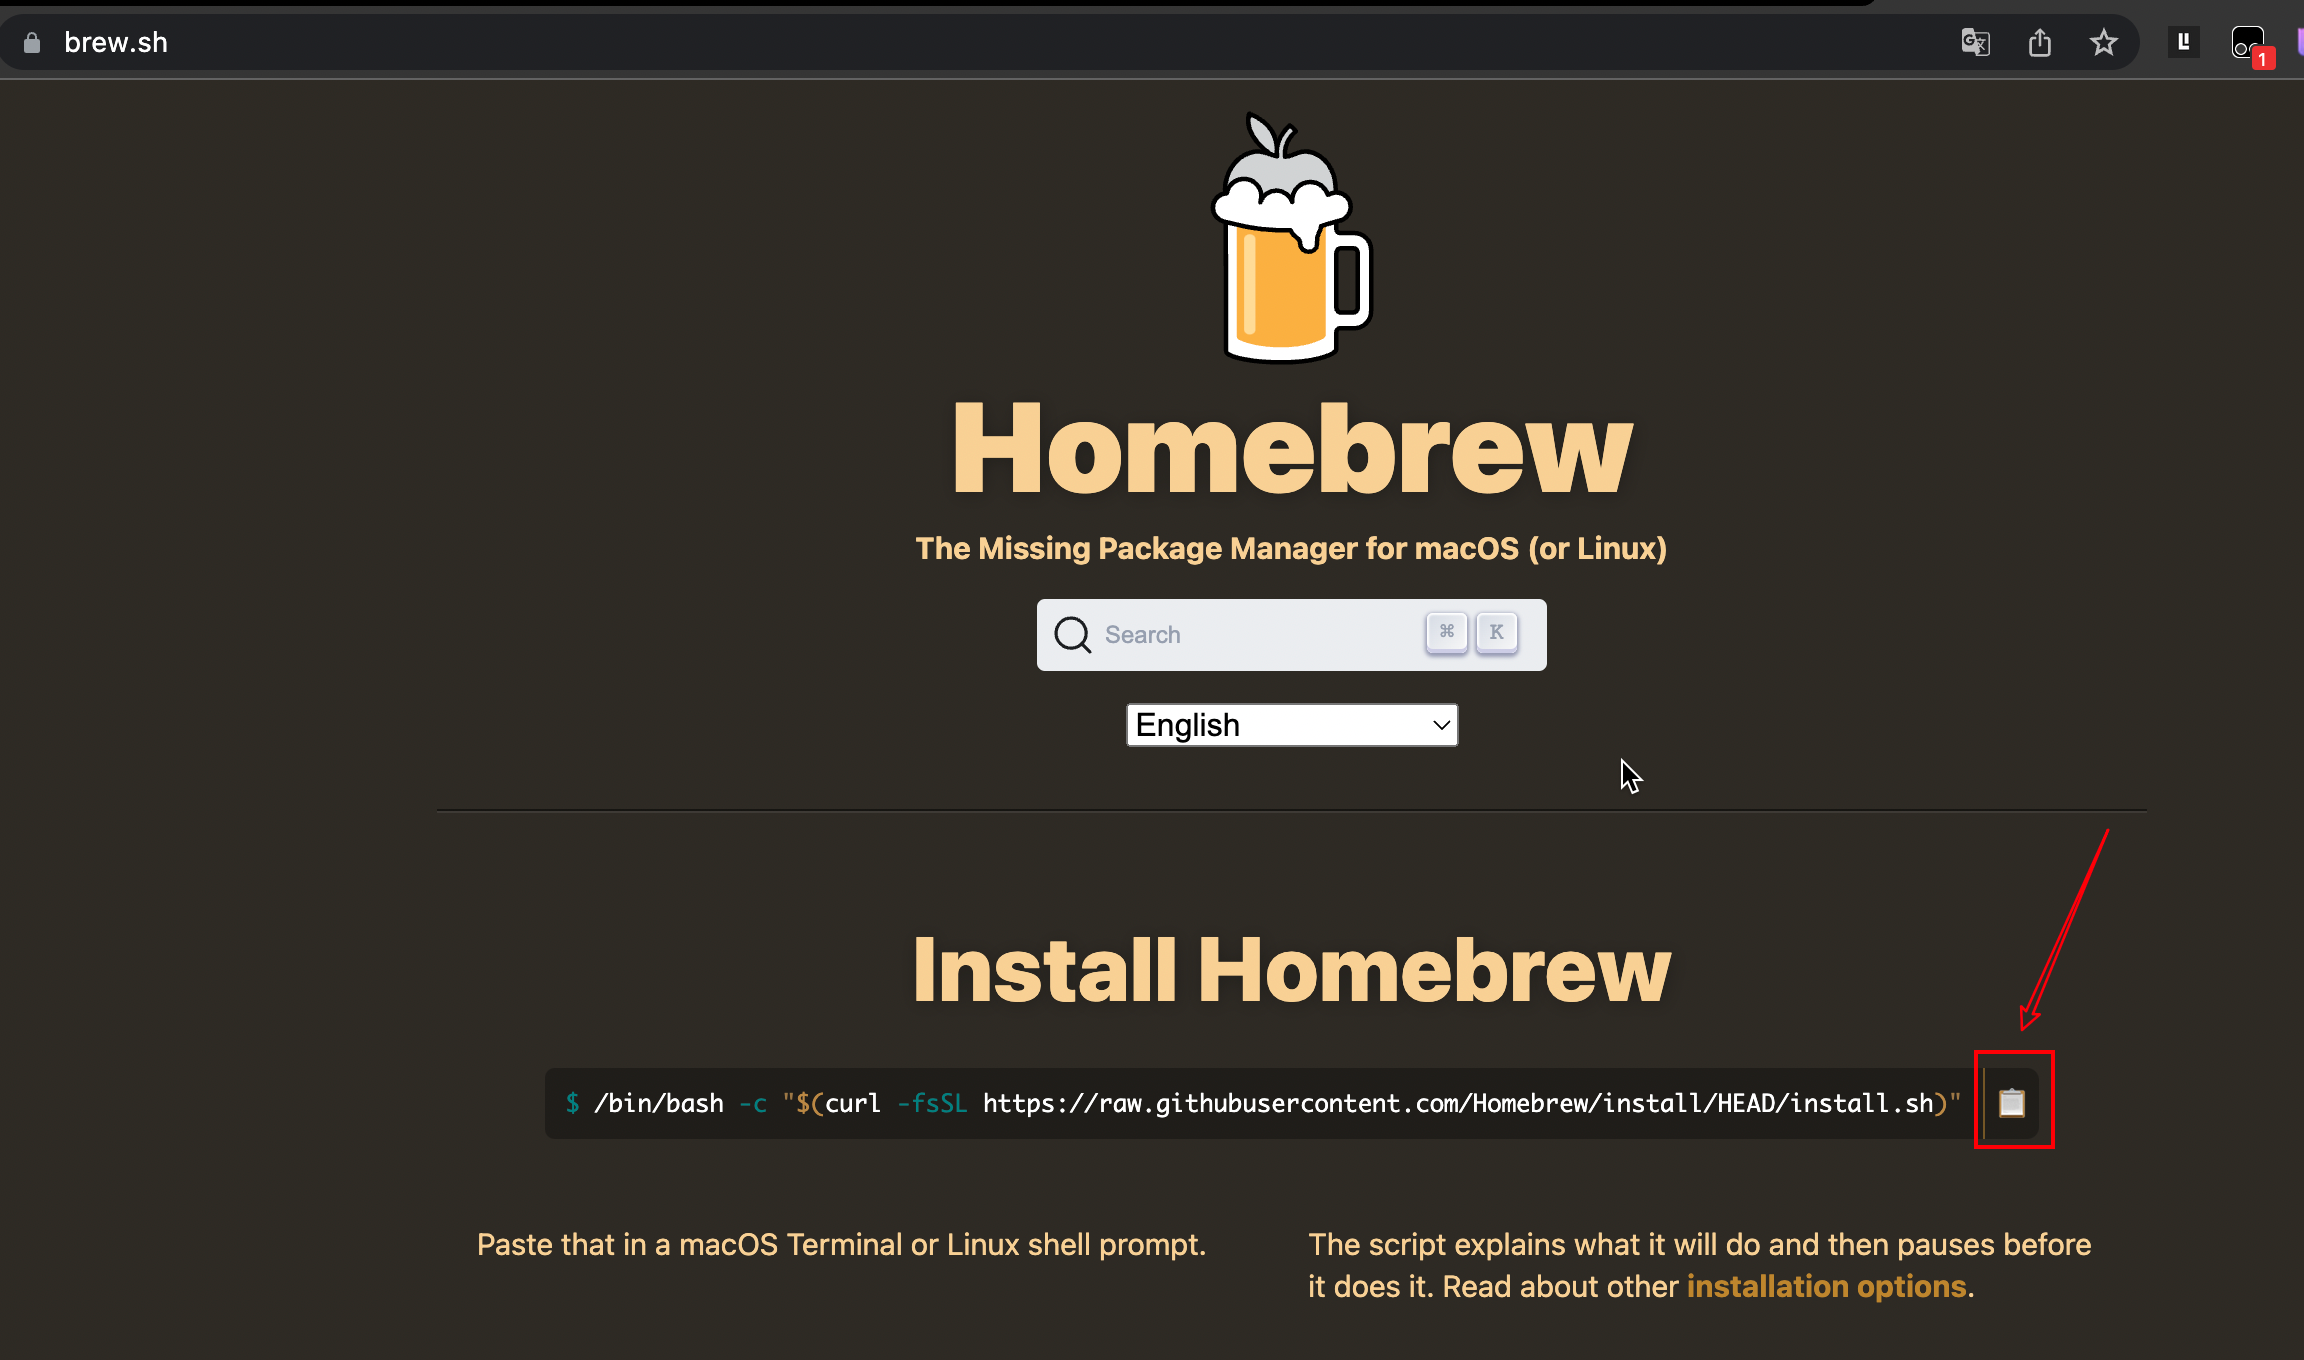 brew.sh
1
Homebrew
The Missing Package Manager for macOS (or Linux)
Search ⌘ K
English
Install Homebrew
$ /bin/bash -c "$(curl -fsSL https://raw.githubusercontent.com/Homebrew/install/HEAD/install.sh)"
Paste that in a macOS Terminal or Linux shell prompt.
The script explains what it will do and then pauses before
it does it. Read about other installation options.